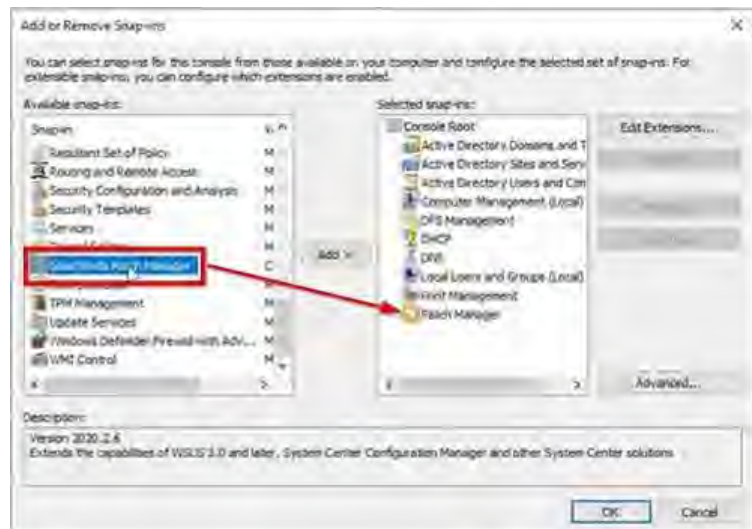 Add or Remove Snap-ins
You can select snap-ins for this console from those available on your computer and configure the selected set of snap-ins. For
extensible snap-ins, you can configure which extensions are enabled.
Available snap-ins:
Selected snap-ins:
Snap-in
Resultant Set of Policy M
Routing and Remote Access M
Security Configuration and Analysis M
Security Templates M
Services M
SolarWinds Patch Manager C
TPM Management M
Update Services M
Windows Defender Firewall with Adv... M
WMI Control M
Add >
Console Root
Active Directory Domains and T
Active Directory Sites and Serv
Active Directory Users and Com
Computer Management (Local)
DFS Management
DHCP
DNS
Local Users and Groups (Local)
Print Management
Patch Manager
Edit Extensions...
Advanced...
Description:
Version 2020.2.6
Extends the capabilities of WSUS 3.0 and later, System Center Configuration Manager and other System Center solutions
OK
Cancel